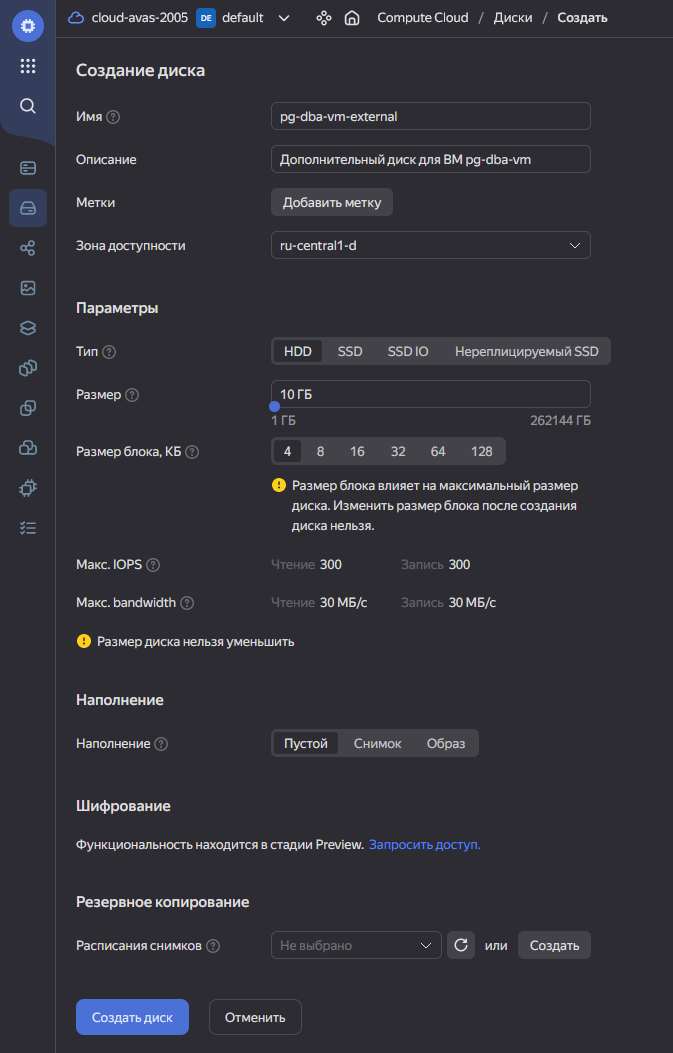 cloud-avas-2005 DE default Compute Cloud / Диски / Создать
Создание диска
Имя ? pg-dba-vm-external
Описание Дополнительный диск для ВМ pg-dba-vm
Метки Добавить метку
Зона доступности ru-central1-d
Параметры
Тип ? HDD SSD SSD IO Нереплицируемый SSD
Размер ? 10 ГБ
1 ГБ 262144 ГБ
Размер блока, КБ ? 4 8 16 32 64 128
Размер блока влияет на максимальный размер
диска. Изменить размер блока после создания
диска нельзя.
Макс. IOPS ? Чтение 300 Запись 300
Макс. bandwidth ? Чтение 30 МБ/с Запись 30 МБ/с
Размер диска нельзя уменьшить
Наполнение
Наполнение ? Пустой Снимок Образ
Шифрование
Функциональность находится в стадии Preview. Запросить доступ.
Резервное копирование
Расписания снимков ? Не выбрано или Создать
Создать диск Отменить